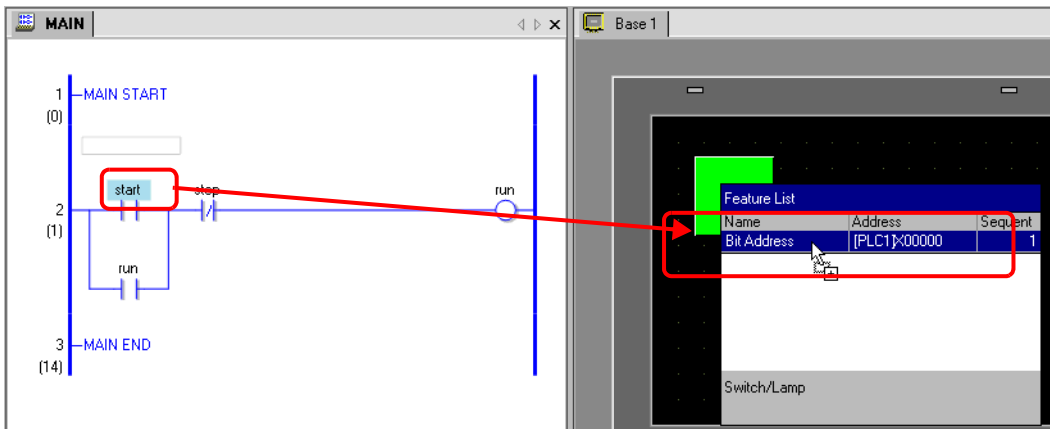 MAIN
1 MAIN START
(0)
start stop run
2
(1)
run
3 MAIN END
(14)
Base 1
Feature List
Name Address Sequent
Bit Address [PLC1]X00000 1
Switch/Lamp